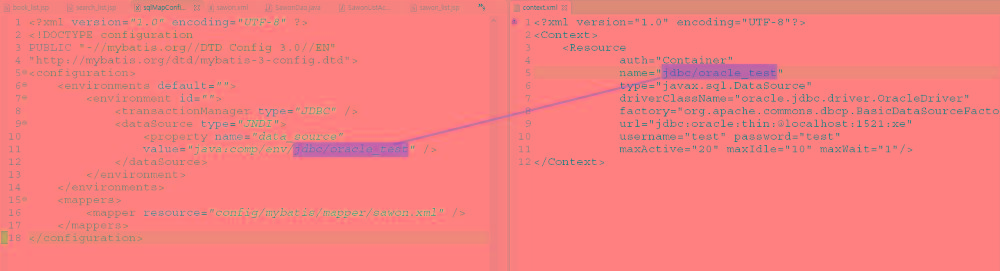 book_list.jsp search_list.jsp sqlMapConfi... sawon.xml SawonDao.java SawonListAc... sawon_list.jsp
1 <?xml version="1.0" encoding="UTF-8" ?>
2 <!DOCTYPE configuration
3 PUBLIC "-//mybatis.org//DTD Config 3.0//EN"
4 "http://mybatis.org/dtd/mybatis-3-config.dtd">
5 <configuration>
6 <environments default="">
7 <environment id="">
8 <transactionManager type="JDBC" />
9 <dataSource type="JNDI">
10 <property name="data_source"
11 value="java:comp/env/jdbc/oracle_test" />
12 </dataSource>
13 </environment>
14 </environments>
15 <mappers>
16 <mapper resource="config/mybatis/mapper/sawon.xml" />
17 </mappers>
18 </configuration>
context.xml
1 <?xml version="1.0" encoding="UTF-8"?>
2 <Context>
3 <Resource
4 auth="Container"
5 name="jdbc/oracle_test"
6 type="javax.sql.DataSource"
7 driverClassName="oracle.jdbc.driver.OracleDriver"
8 factory="org.apache.commons.dbcp.BasicDataSourceFacto
9 url="jdbc:oracle:thin:@localhost:1521:xe"
10 username="test" password="test"
11 maxActive="20" maxIdle="10" maxWait="1"/>
12 </Context>